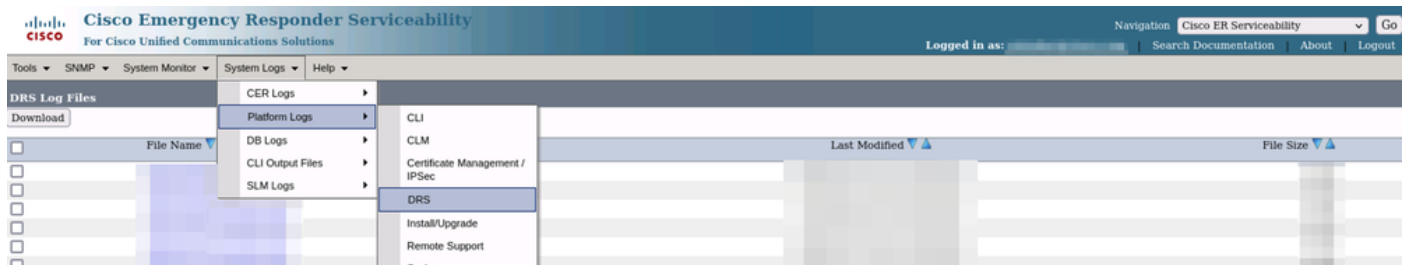 CISCO
Cisco Emergency Responder Serviceability
For Cisco Unified Communications Solutions
Navigation Cisco ER Serviceability Go
Logged in as: | Search Documentation | About | Logout
Tools SNMP System Monitor System Logs Help
DRS Log Files
Download
File Name Last Modified File Size
CER Logs
Platform Logs
DB Logs
CLI Output Files
SLM Logs
CLI
CLM
Certificate Management /
IPSec
DRS
Install/Upgrade
Remote Support